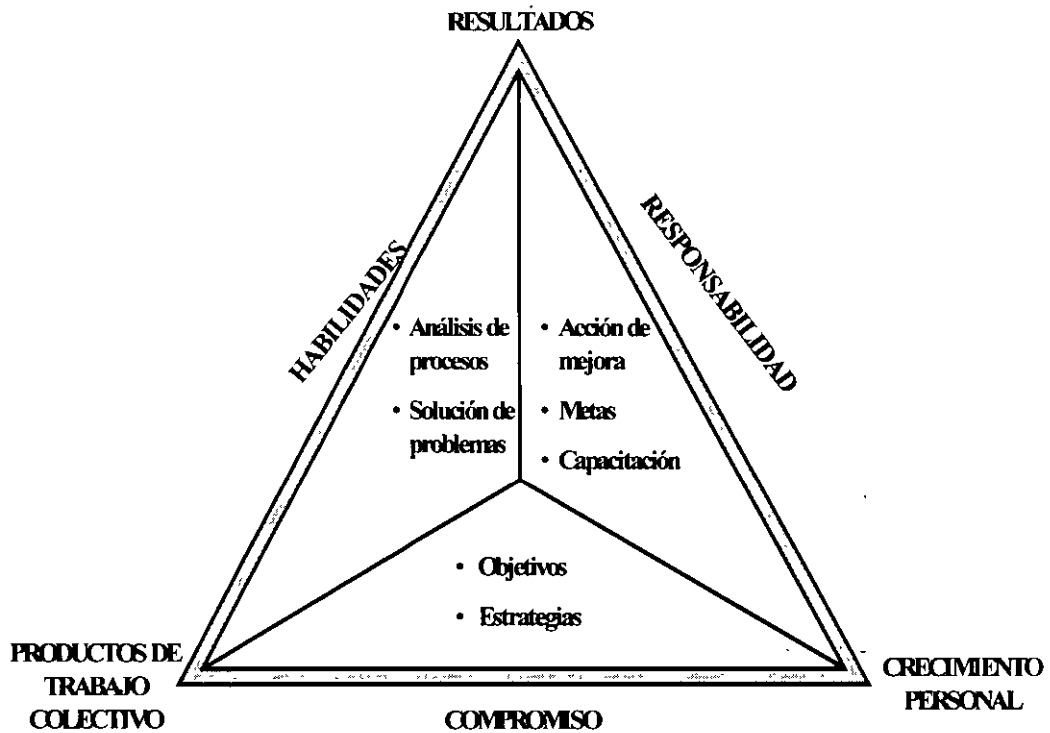 RESULTADOS
HABILIDADES
RESPONSABILIDAD
• Análisis de
procesos
• Solución de
problemas
• Acción de
mejora
• Metas
• Capacitación
• Objetivos
• Estrategias
PRODUCTOS DE
TRABAJO
COLECTIVO
COMPROMISO
CRECIMIENTO
PERSONAL